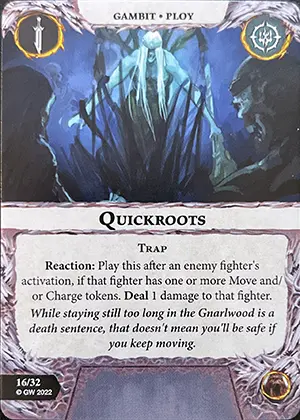 GAMBIT • PLOY
QUICKROOTS
TRAP
Reaction: Play this after an enemy fighter's
activation, if that fighter has one or more Move and/
or Charge tokens. Deal 1 damage to that fighter.
While staying still too long in the Gnarlwood is a
death sentence, that doesn't mean you'll be safe if
you keep moving.
16/32
© GW 2022